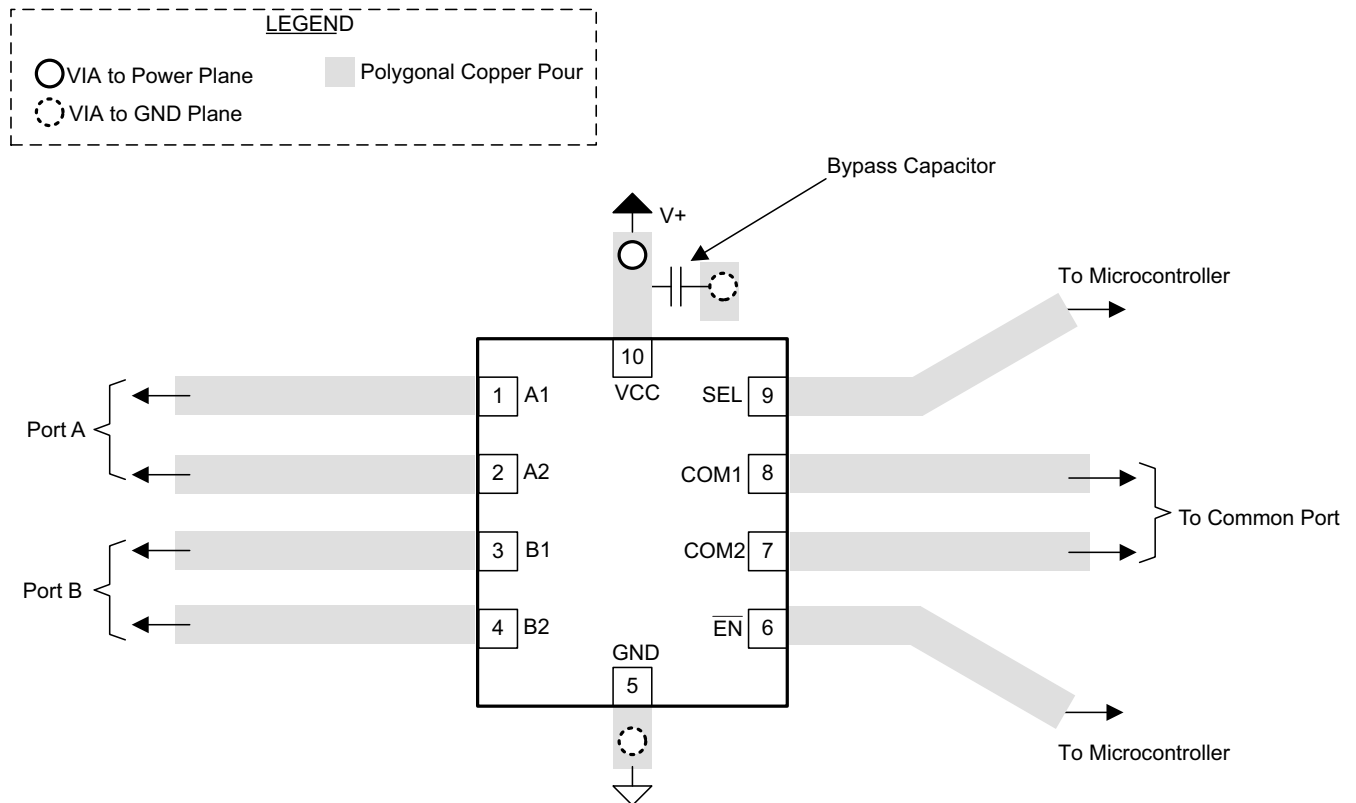 LEGEND
VIA to Power Plane
Polygonal Copper Pour
VIA to GND Plane
Bypass Capacitor
V+
To Microcontroller
10
VCC
1 A1
SEL 9
Port A
2 A2
COM1 8
To Common Port
3 B1
COM2 7
Port B
4 B2
EN 6
GND
5
To Microcontroller